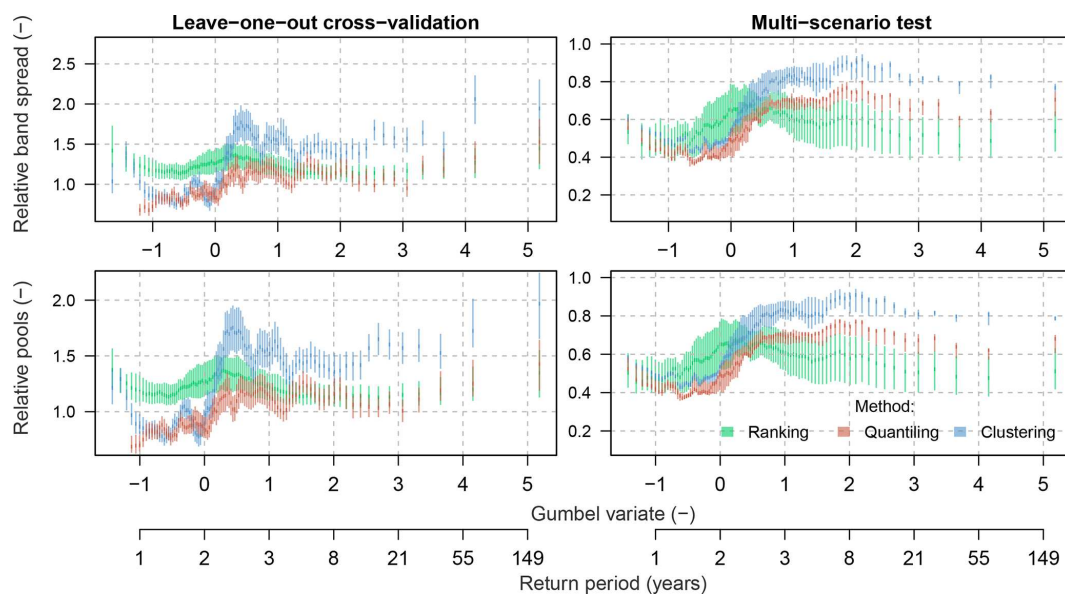 Leave−one−out cross−validation
Multi−scenario test
Relative band spread (−)
2.5
2.0
1.5
1.0
−1 0 1 2 3 4 5
1.0
0.8
0.6
0.4
0.2
−1 0 1 2 3 4 5
Relative pools (−)
2.0
1.5
1.0
−1 0 1 2 3 4 5
1.0
0.8
0.6
0.4
0.2
Method:
Ranking Quantiling Clustering
−1 0 1 2 3 4 5
Gumbel variate (−)
1 2 3 8 21 55 149
1 2 3 8 21 55 149
Return period (years)